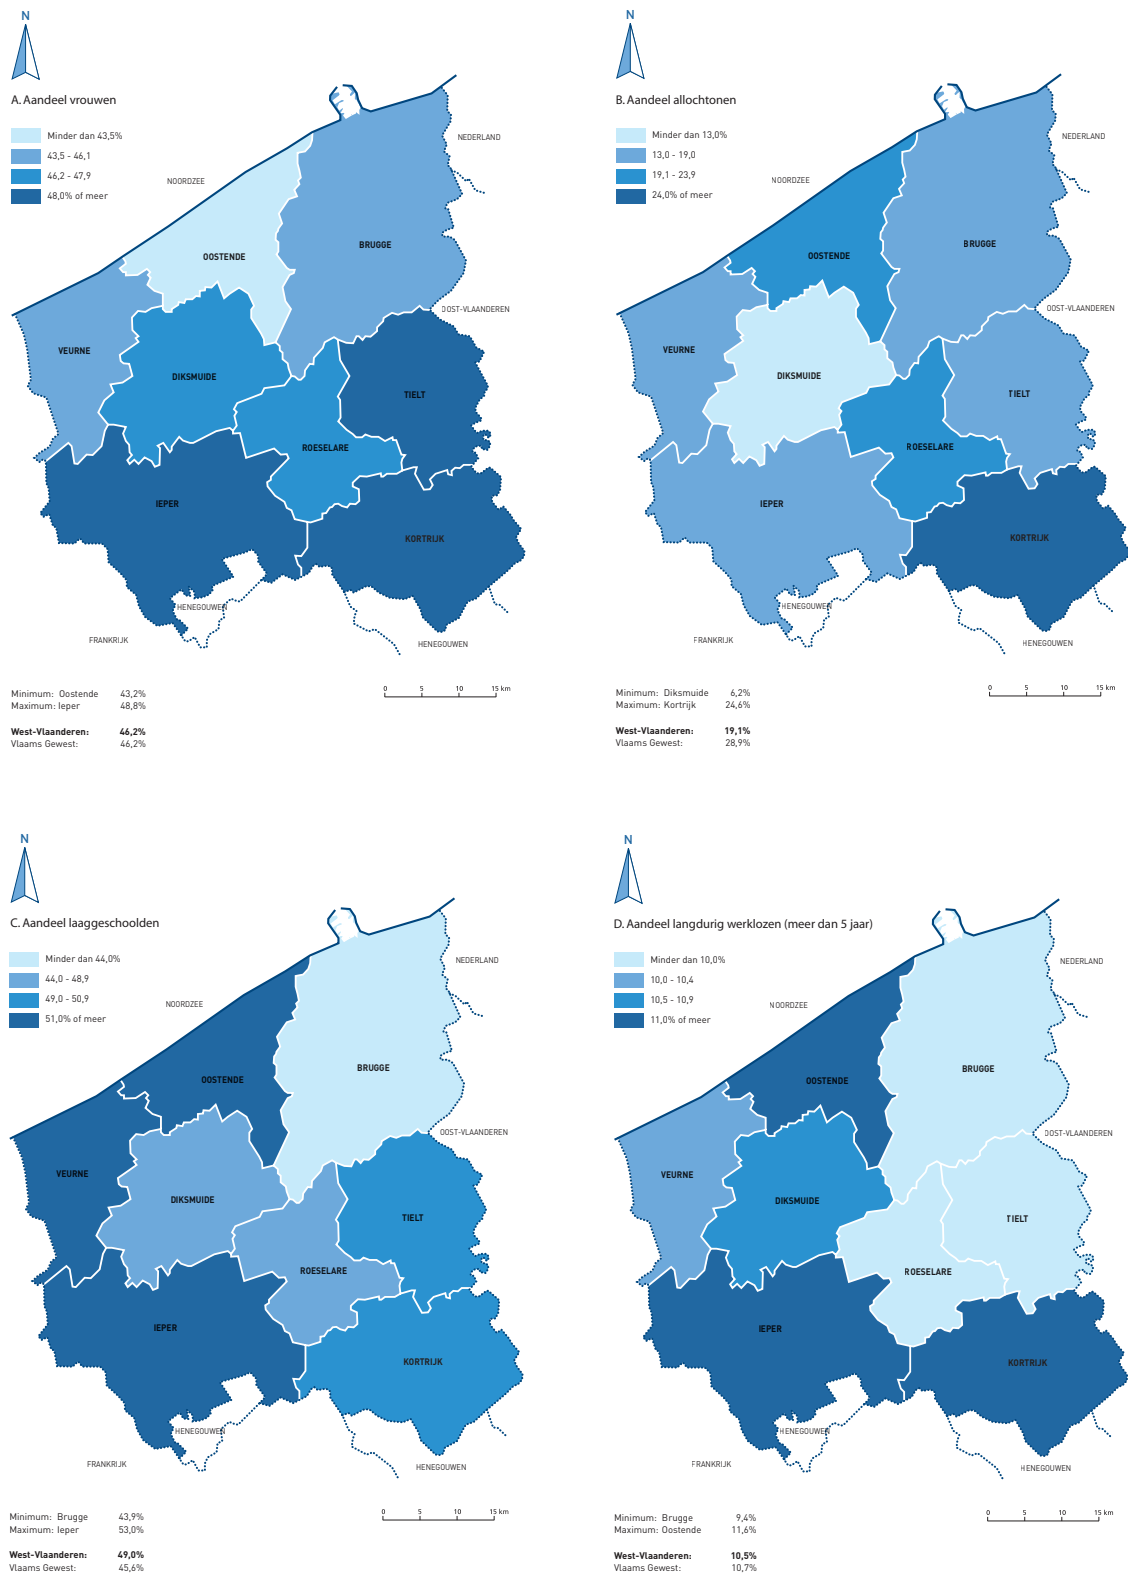 N
A. Aandeel vrouwen
Minder dan 43,5%
43,5 - 46,1
46,2 - 47,9
48,0% of meer
NOORDZEE
NEDERLAND
BRUGGE
OOSTENDE
OOST-VLAANDEREN
VEURNE
DIKSMUIDE
TIELT
ROESELARE
IEPER
KORTRIJK
HENEGOUWEN
FRANKRIJK
HENEGOUWEN
0 5 10 15 km
Minimum: Oostende 43,2%
Maximum: Ieper 48,8%
West-Vlaanderen: 46,2%
Vlaams Gewest: 46,2%
N
B. Aandeel allochtonen
Minder dan 13,0%
13,0 - 19,0
19,1 - 23,9
24,0% of meer
NOORDZEE
NEDERLAND
BRUGGE
OOSTENDE
OOST-VLAANDEREN
VEURNE
DIKSMUIDE
TIELT
ROESELARE
IEPER
KORTRIJK
HENEGOUWEN
FRANKRIJK
HENEGOUWEN
0 5 10 15 km
Minimum: Diksmuide 6,2%
Maximum: Kortrijk 24,6%
West-Vlaanderen: 19,1%
Vlaams Gewest: 28,9%
N
C. Aandeel laaggeschoolden
Minder dan 44,0%
44,0 - 48,9
49,0 - 50,9
51,0% of meer
NOORDZEE
NEDERLAND
BRUGGE
OOSTENDE
OOST-VLAANDEREN
VEURNE
DIKSMUIDE
TIELT
ROESELARE
IEPER
KORTRIJK
HENEGOUWEN
FRANKRIJK
HENEGOUWEN
0 5 10 15 km
Minimum: Brugge 43,9%
Maximum: Ieper 53,0%
West-Vlaanderen: 49,0%
Vlaams Gewest: 45,6%
N
D. Aandeel langdurig werklozen (meer dan 5 jaar)
Minder dan 10,0%
10,0 - 10,4
10,5 - 10,9
11,0% of meer
NOORDZEE
NEDERLAND
BRUGGE
OOSTENDE
OOST-VLAANDEREN
VEURNE
DIKSMUIDE
TIELT
ROESELARE
IEPER
KORTRIJK
HENEGOUWEN
FRANKRIJK
HENEGOUWEN
0 5 10 15 km
Minimum: Brugge 9,4%
Maximum: Oostende 11,6%
West-Vlaanderen: 10,5%
Vlaams Gewest: 10,7%